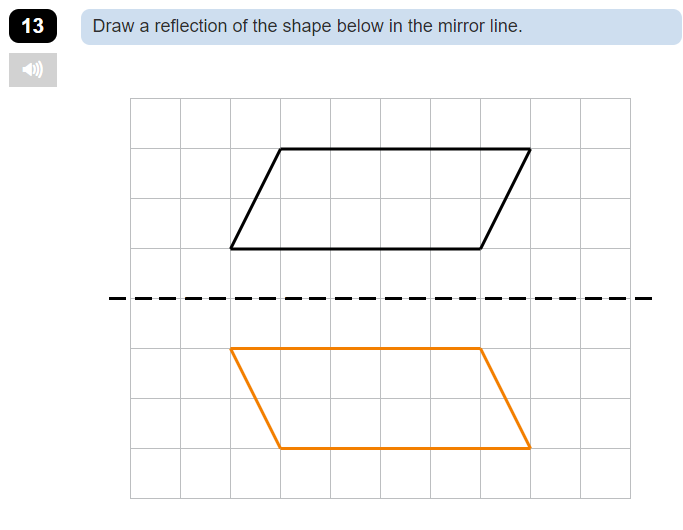 13
Draw a reflection of the shape below in the mirror line.